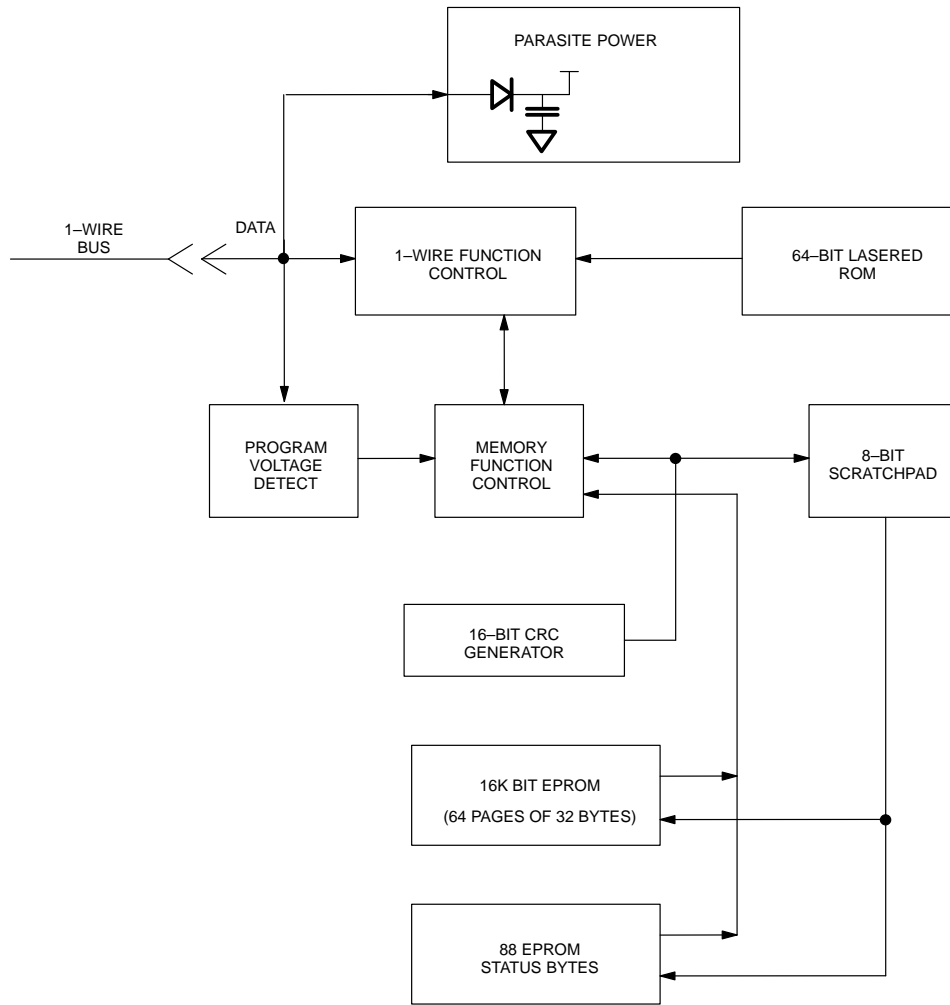 PARASITE POWER
1–WIRE
BUS
DATA
1–WIRE FUNCTION
CONTROL
64–BIT LASERED
ROM
PROGRAM
VOLTAGE
DETECT
MEMORY
FUNCTION
CONTROL
8–BIT
SCRATCHPAD
16–BIT CRC
GENERATOR
16K BIT EPROM
(64 PAGES OF 32 BYTES)
88 EPROM
STATUS BYTES